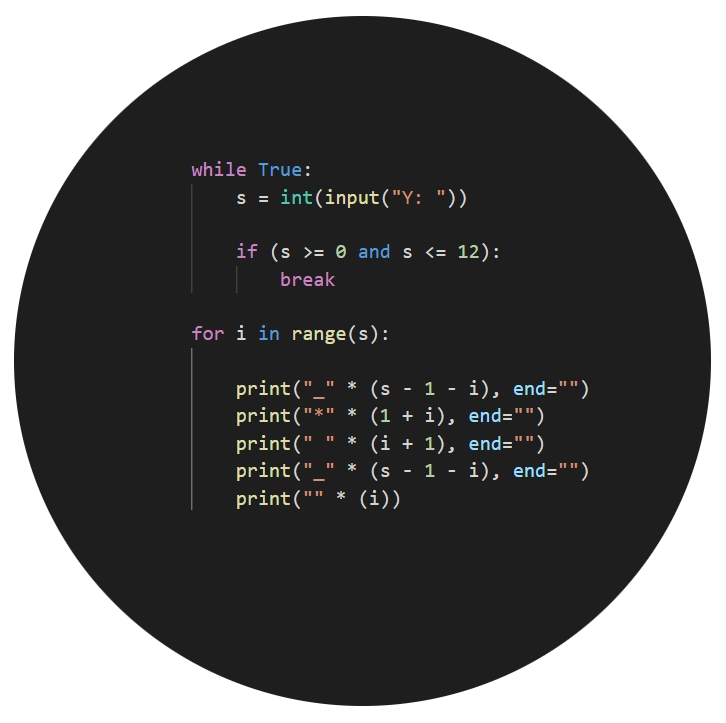 while True:
    s = int(input("Y: "))
    if (s >= 0 and s <= 12):
        break
for i in range(s):
    print("_" * (s - 1 - i), end="")
    print("*" * (1 + i), end="")
    print(" " * (i + 1), end="")
    print("_" * (s - 1 - i), end="")
    print("" * (i))